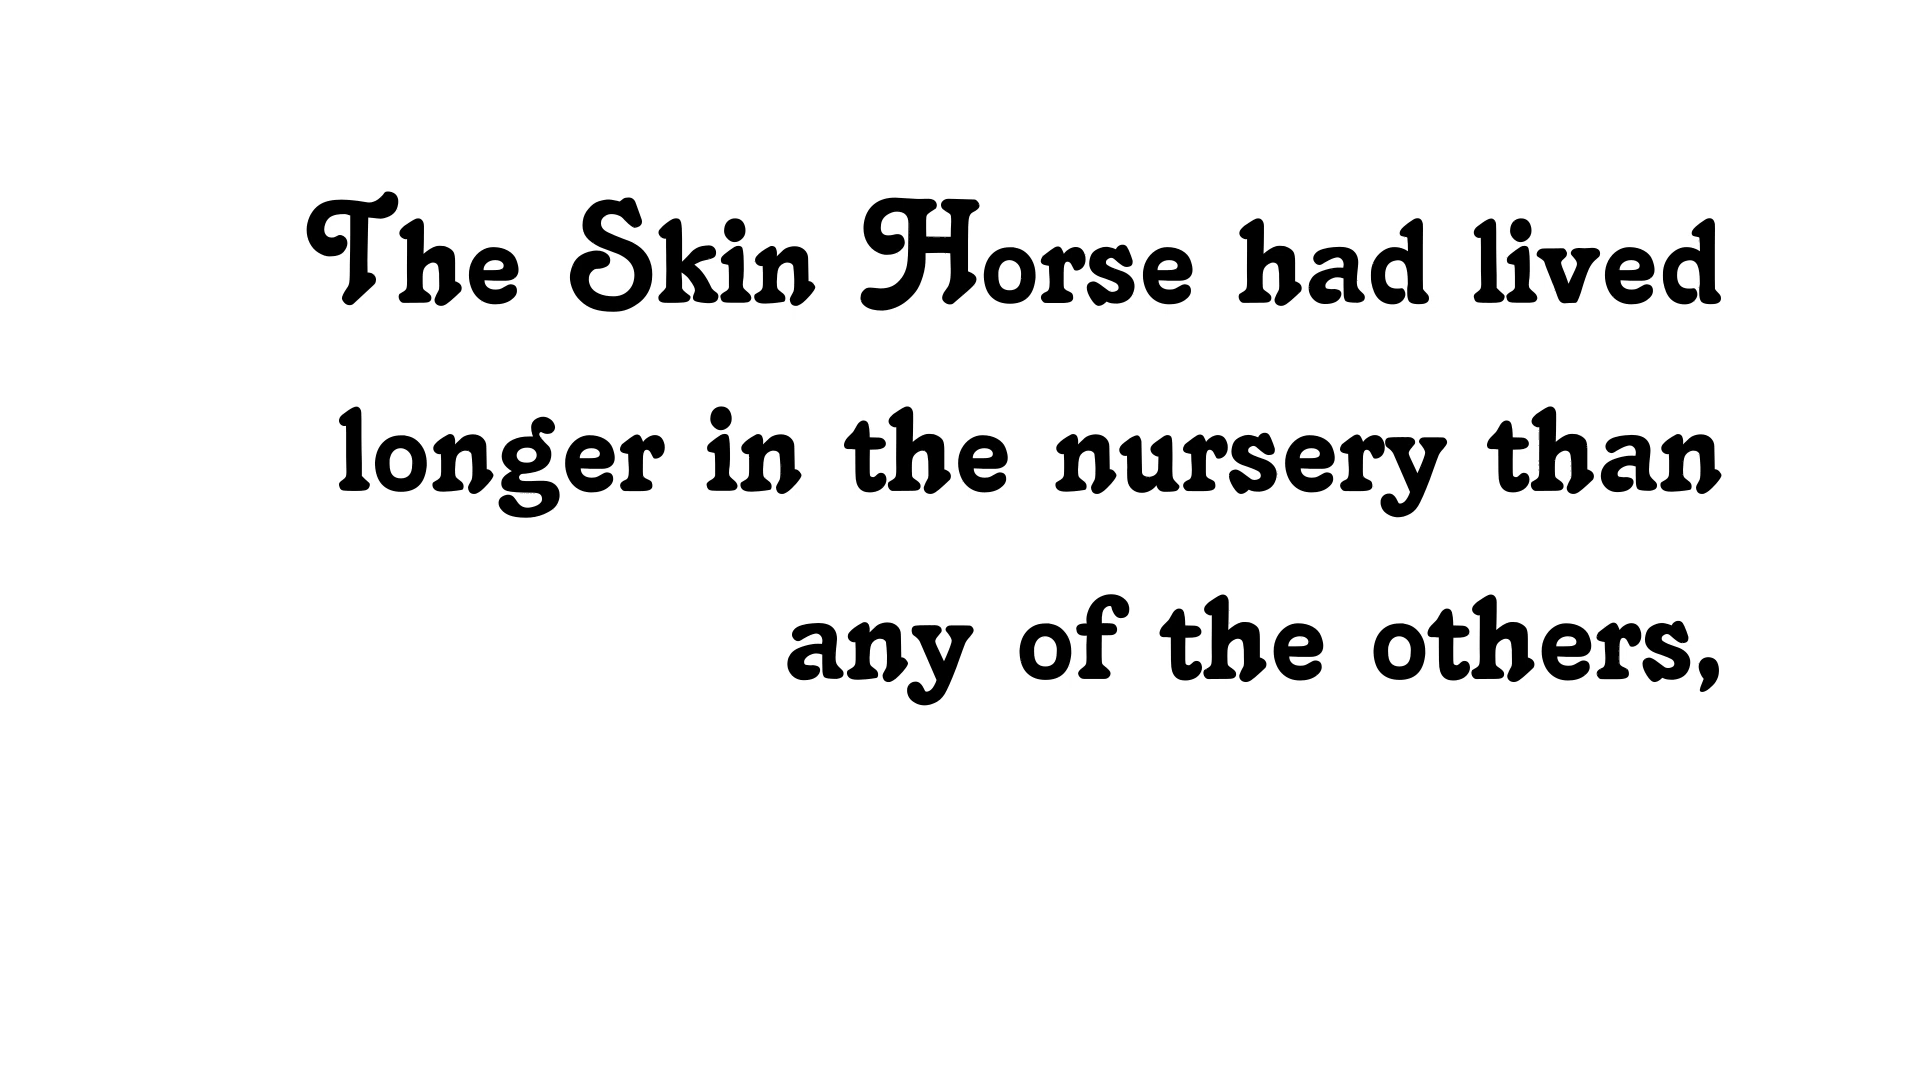 The Skin Horse had lived
longer in the nursery than
any of the others,